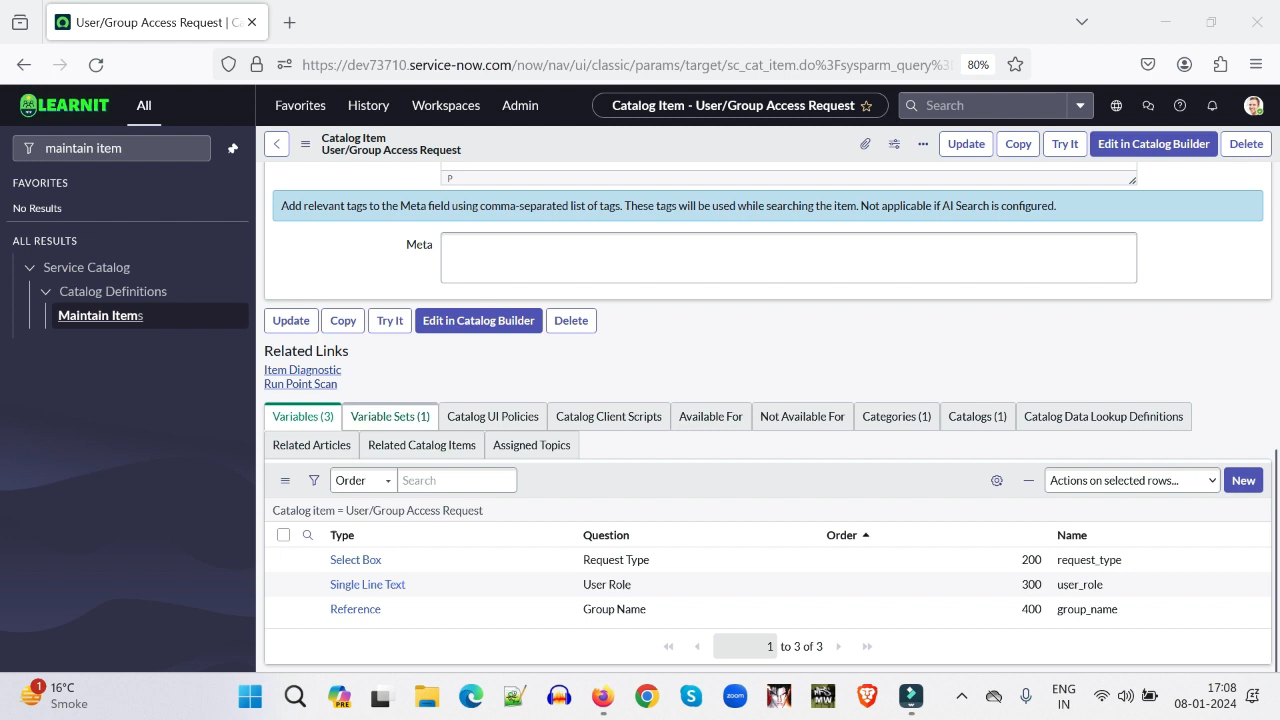 User/Group Access Request | C
https://dev73710.service-now.com/now/nav/ui/classic/params/target/sc_cat_item.do%3Fsysparm_query%3
80%
LEARNIT
All
Favorites
History
Workspaces
Admin
Catalog Item - User/Group Access Request
Search
maintain item
FAVORITES
No Results
ALL RESULTS
Service Catalog
Catalog Definitions
Maintain Items
Catalog Item
User/Group Access Request
Update
Copy
Try It
Edit in Catalog Builder
Delete
P
Add relevant tags to the Meta field using comma-separated list of tags. These tags will be used while searching the item. Not applicable if AI Search is configured.
Meta
Update
Copy
Try It
Edit in Catalog Builder
Delete
Related Links
Item Diagnostic
Run Point Scan
Variables (3)
Variable Sets (1)
Catalog UI Policies
Catalog Client Scripts
Available For
Not Available For
Categories (1)
Catalogs (1)
Catalog Data Lookup Definitions
Related Articles
Related Catalog Items
Assigned Topics
Order
Search
Actions on selected rows...
New
Catalog item = User/Group Access Request
Type Question Order Name
Select Box Request Type 200 request_type
Single Line Text User Role 300 user_role
Reference Group Name 400 group_name
1 to 3 of 3
1
16°C
Smoke
PRE
zoom
MW
ENG
IN
17:08
08-01-2024